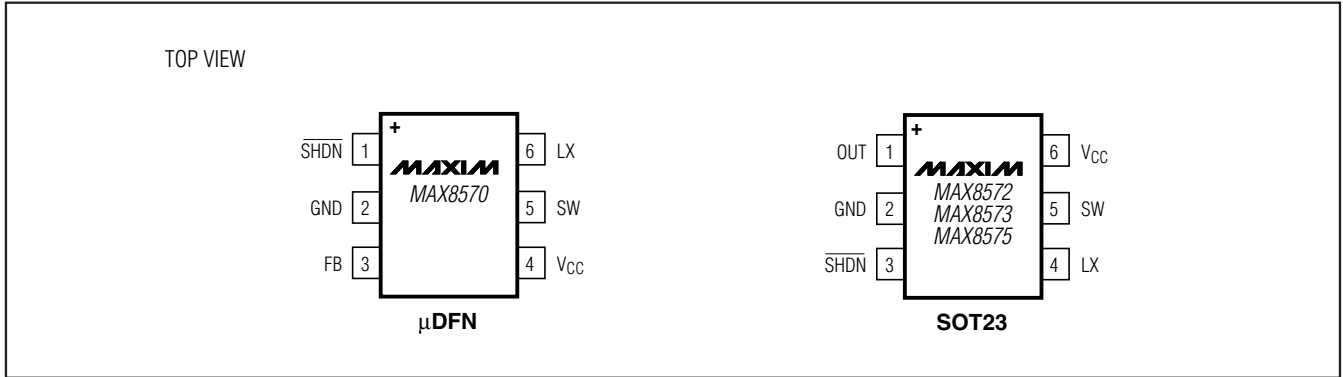 TOP VIEW
+
SHDN 1 MAXIM 6 LX
MAX8570
GND 2 5 SW
FB 3 4 VCC
µDFN
+
OUT 1 MAXIM 6 VCC
MAX8572
GND 2 MAX8573 5 SW
MAX8575
SHDN 3 4 LX
SOT23